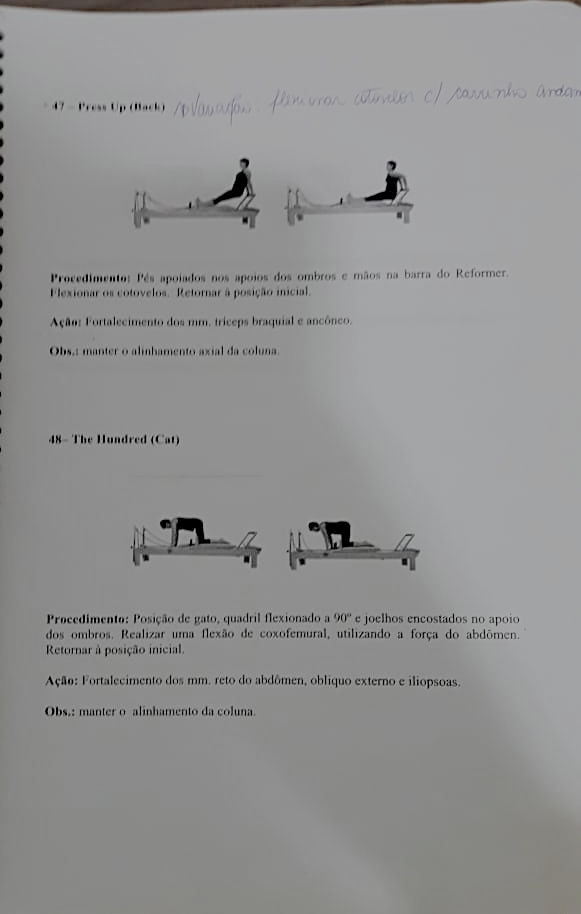 47 – Press Up (Back) flexionar cotovelos c/ carrinho andan
Procedimento: Pés apoiados nos apoios dos ombros e mãos na barra do Reformer.
Flexionar os cotovelos. Retornar à posição inicial.
Ação: Fortalecimento dos mm. tríceps braquial e ancôneo.
Obs.: manter o alinhamento axial da coluna.
48– The Hundred (Cat)
Procedimento: Posição de gato, quadril flexionado a 90º e joelhos encostados no apoio
dos ombros. Realizar uma flexão de coxofemural, utilizando a força do abdômen.
Retornar à posição inicial.
Ação: Fortalecimento dos mm. reto do abdômen, obliquo externo e iliopsoas.
Obs.: manter o alinhamento da coluna.